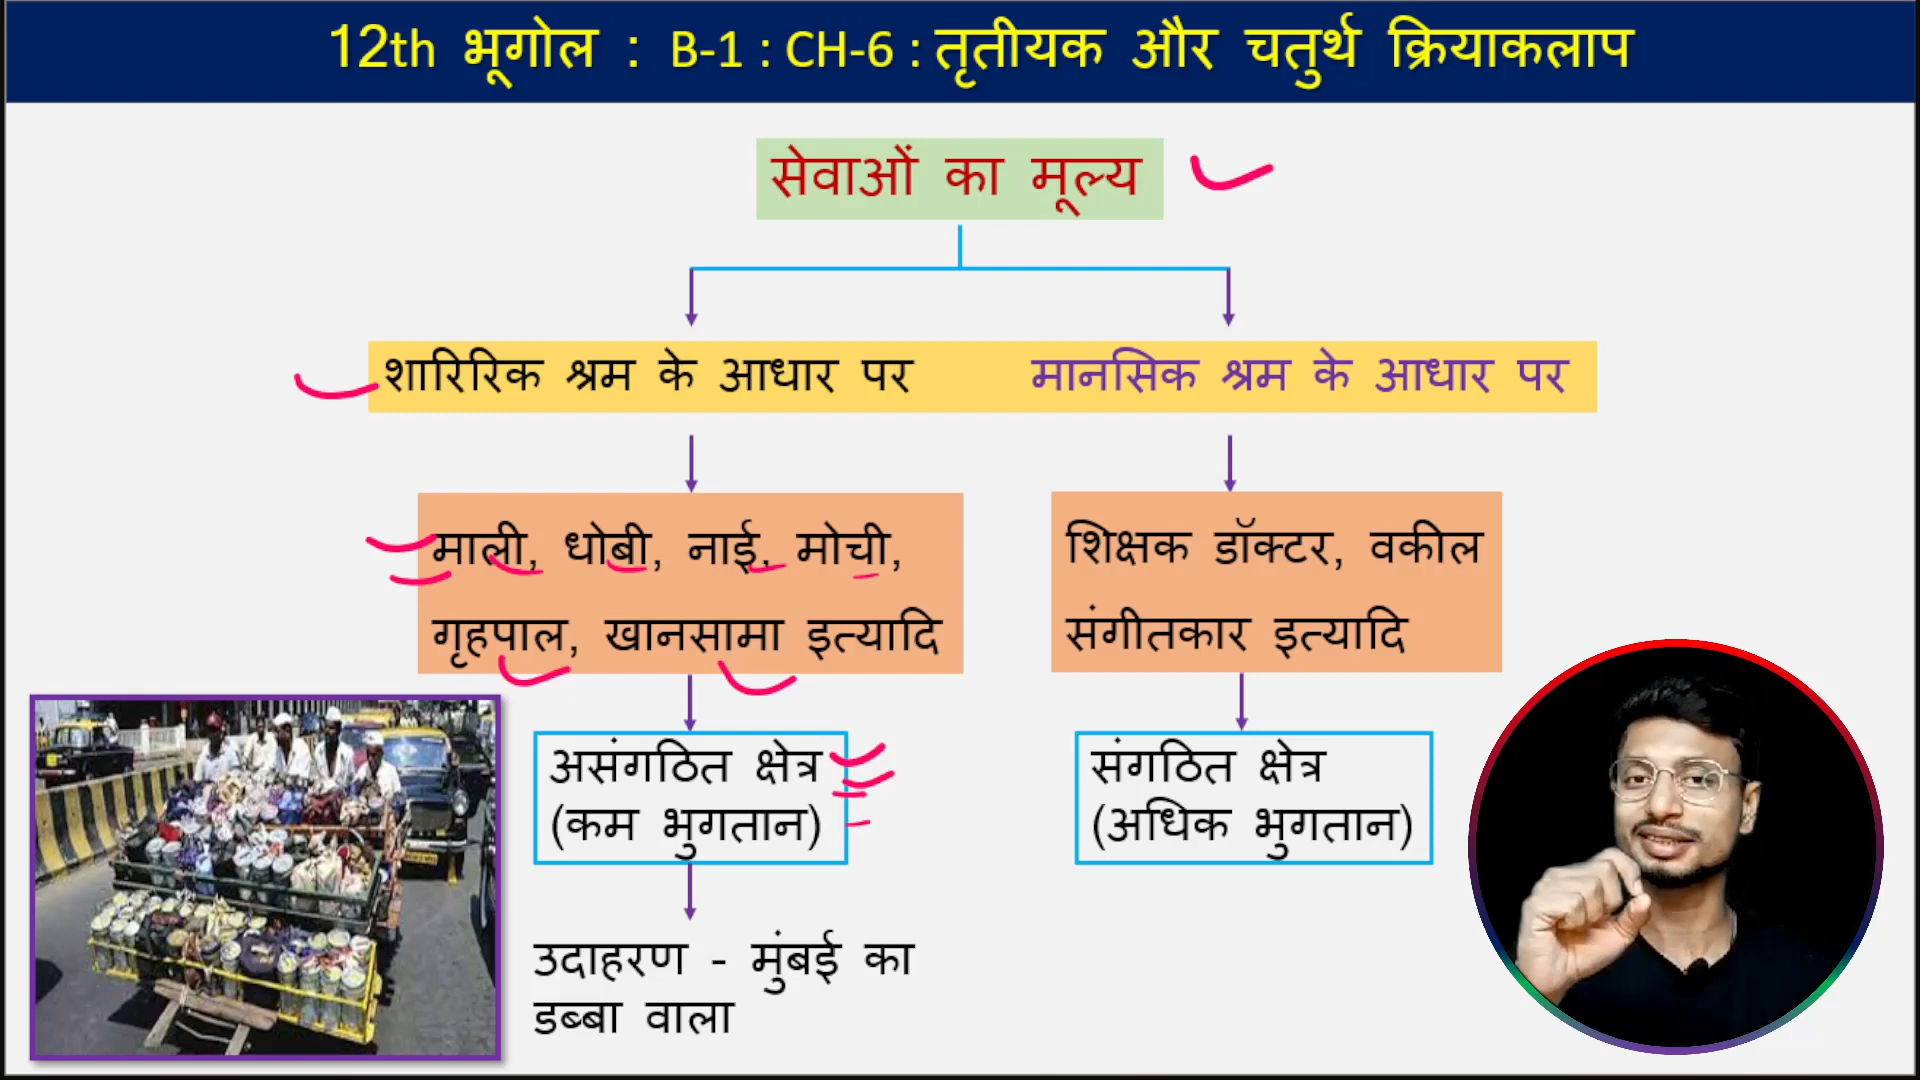 12th भूगोल : B-1 : CH-6 : तृतीयक और चतुर्थ क्रियाकलाप
सेवाओं का मूल्य
शारिरिक श्रम के आधार पर
मानसिक श्रम के आधार पर
माली, धोबी, नाई, मोची,
गृहपाल, खानसामा इत्यादि
शिक्षक डॉक्टर, वकील
संगीतकार इत्यादि
असंगठित क्षेत्र
(कम भुगतान)
संगठित क्षेत्र
(अधिक भुगतान)
उदाहरण - मुंबई का
डब्बा वाला